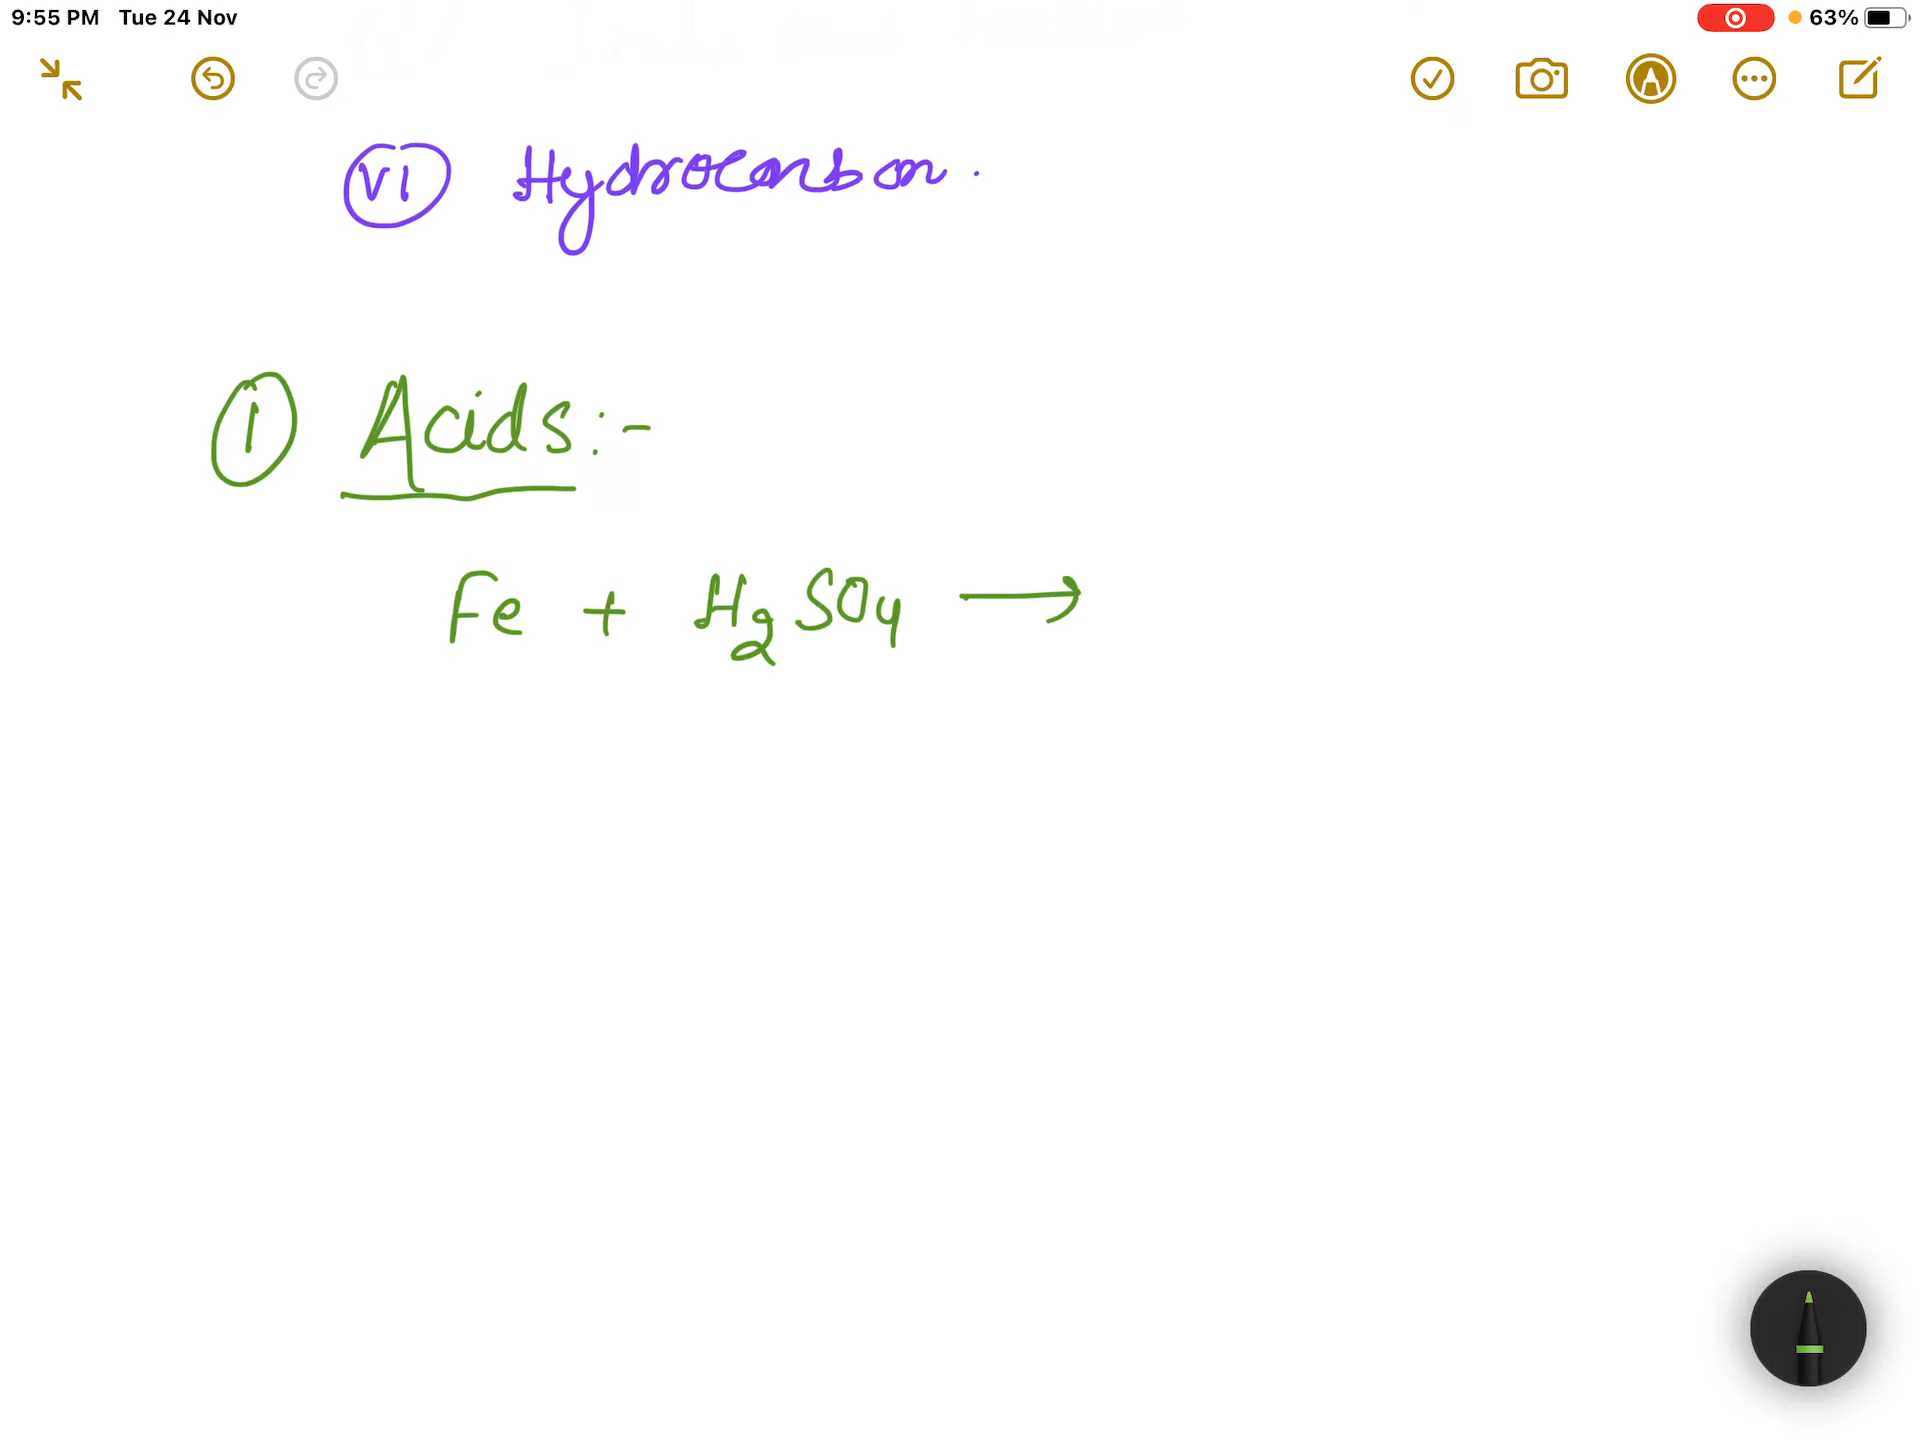 9:55 PM Tue 24 Nov 63%
VI Hydrocarbon.
I Acids:-
Fe + H₂SO₄ →